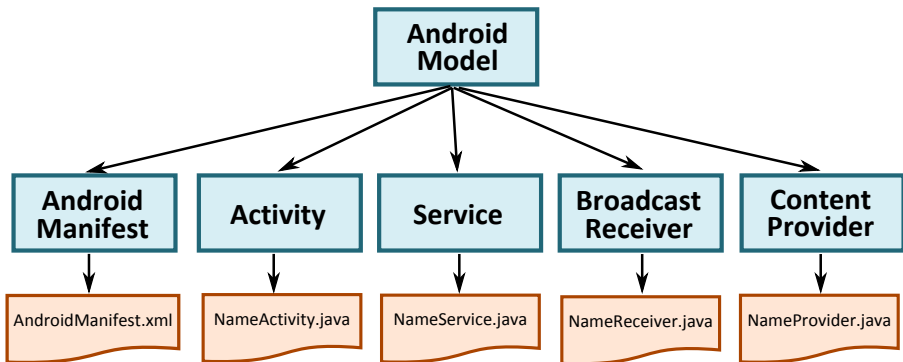 Android
Model
Android
Manifest
Activity
Service
Broadcast
Receiver
Content
Provider
AndroidManifest.xml
NameActivity.java
NameService.java
NameReceiver.java
NameProvider.java